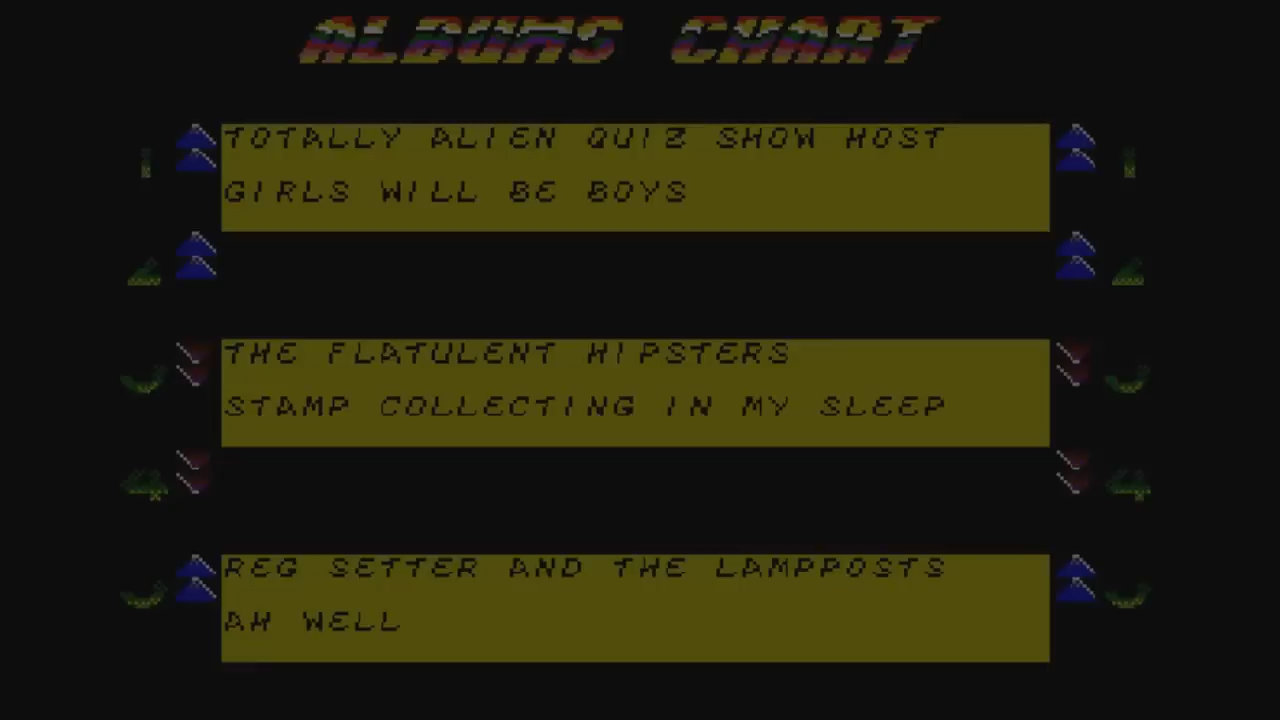 ALBUMS CHART
TOTALLY ALIEN QUIZ SHOW HOST
GIRLS WILL BE BOYS
THE FLATULENT HIPSTERS
STAMP COLLECTING IN MY SLEEP
REG SETTER AND THE LAMPPOSTS
AH WELL